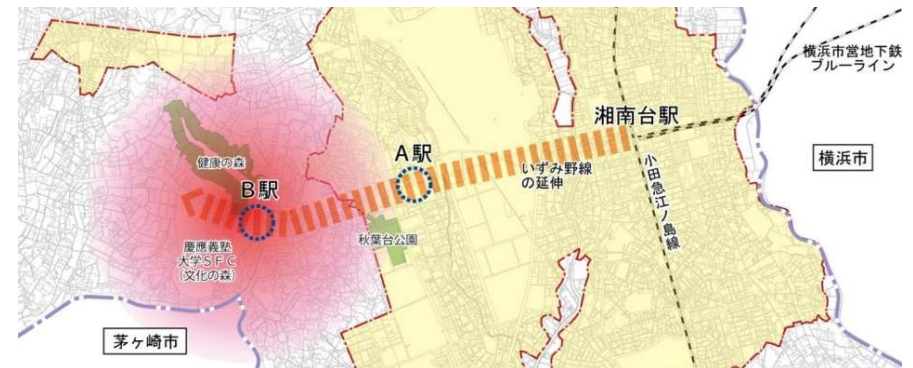 横浜市営地下鉄
ブルーライン
湘南台駅
横浜市
A駅
いずみ野線
の延伸
小田急江ノ島線
健康の森
B駅
秋葉台公園
慶應義塾
大学SFC
(文化の森)
茅ヶ崎市